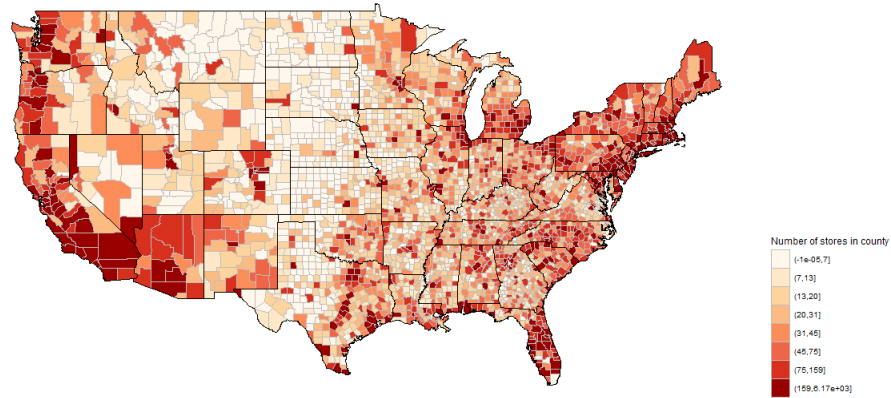 Number of stores in county
(-1e-05,7]
(7,13]
(13,20]
(20,31]
(31,45]
(45,75]
(75,159]
(159,6.17e+03]